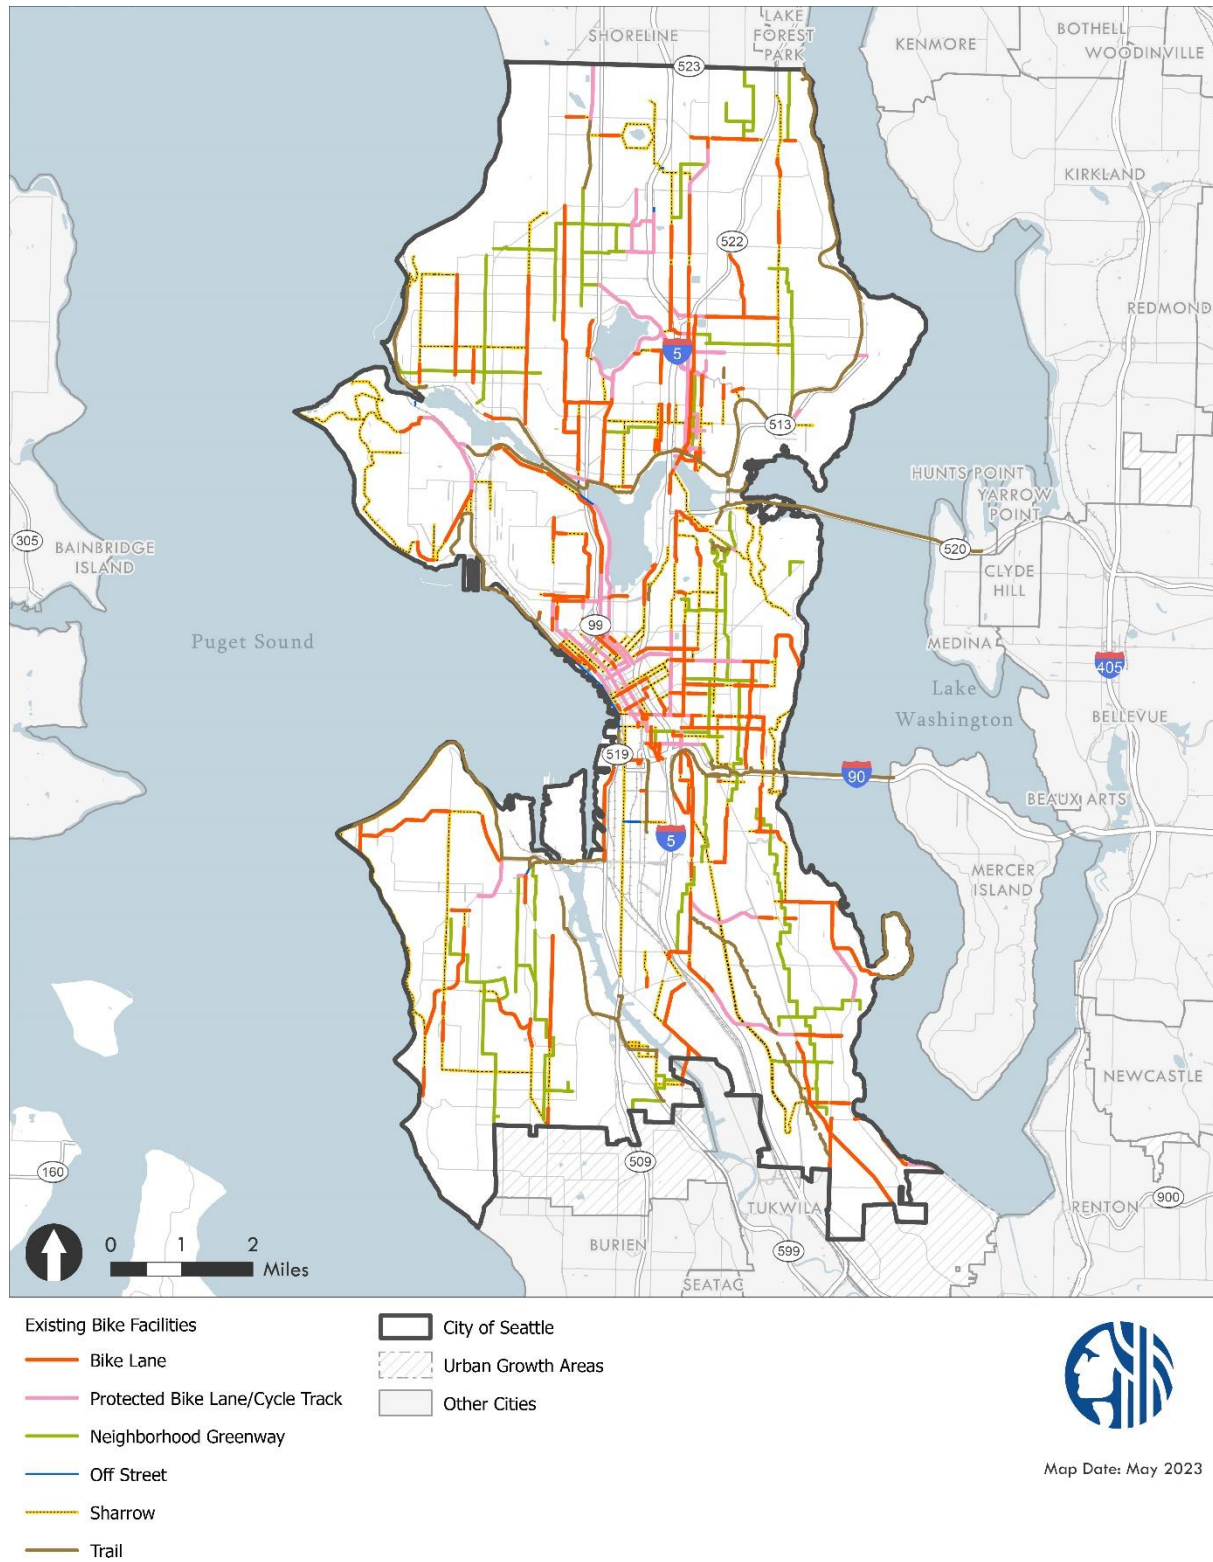 SHORELINE
LAKE
FOREST
PARK
KENMORE
BOTHELL
WOODINVILLE
523
KIRKLAND
522
REDMOND
5
513
HUNTS POINT
YARROW
POINT
305
BAINBRIDGE
ISLAND
520
CLYDE
HILL
99
Puget Sound
MEDINA
405
Lake
Washington
BELLEVUE
519
90
BEAUX ARTS
5
MERCER
ISLAND
NEWCASTLE
160
509
TUKWILA
RENTON
900
BURIEN
599
SEATAC
0 1 2
Miles
Existing Bike Facilities
Bike Lane
Protected Bike Lane/Cycle Track
Neighborhood Greenway
Off Street
Sharrow
Trail
City of Seattle
Urban Growth Areas
Other Cities
Map Date: May 2023